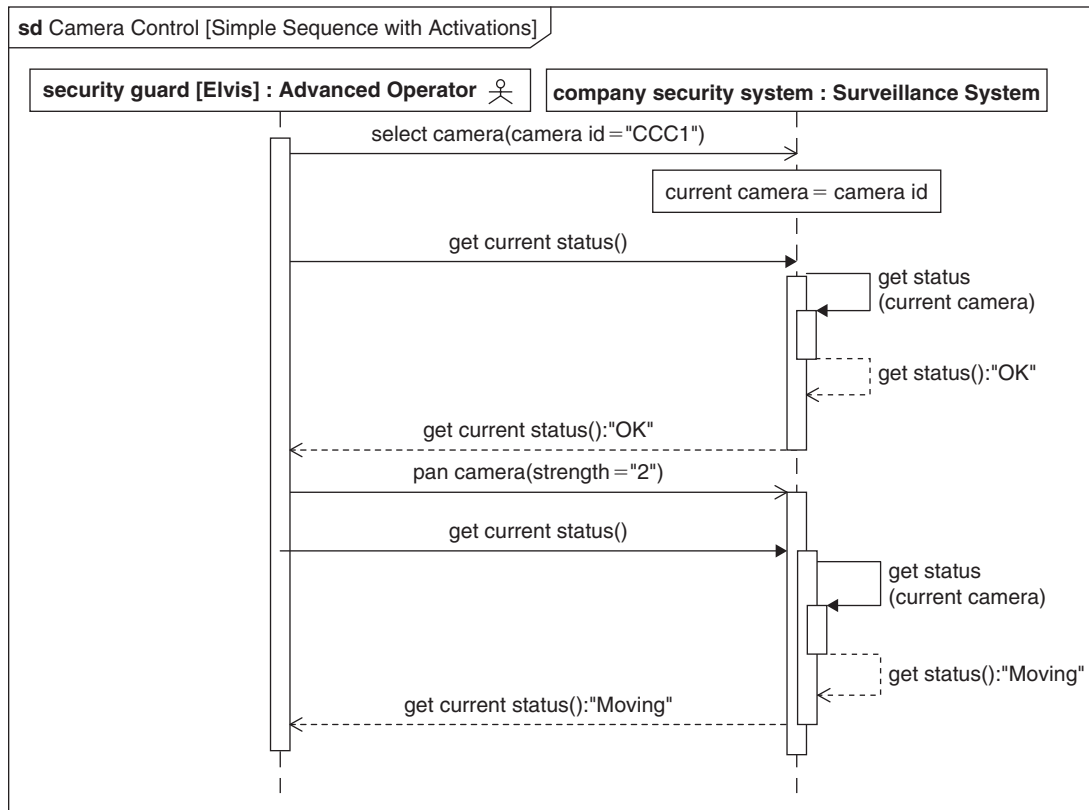 sd Camera Control [Simple Sequence with Activations]
security guard [Elvis] : Advanced Operator
company security system : Surveillance System
select camera(camera id="CCC1")
current camera = camera id
get current status()
get status
(current camera)
get status():"OK"
get current status():"OK"
pan camera(strength="2")
get current status()
get status
(current camera)
get status():"Moving"
get current status():"Moving"